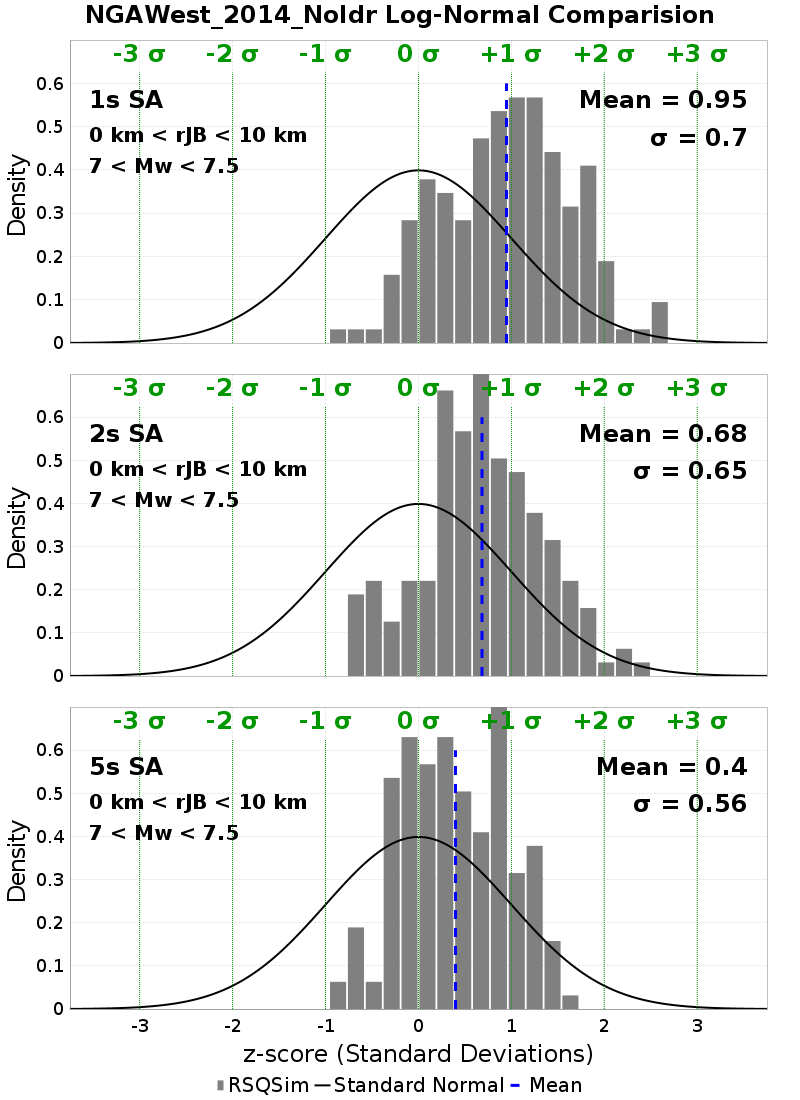 NGAWest_2014_NoIdr Log-Normal Comparision
-3 σ -2 σ -1 σ 0 σ +1 σ +2 σ +3 σ
1s SA
0 km < rJB < 10 km
7 < Mw < 7.5
Mean = 0.95
σ = 0.7
Density
0.6
0.5
0.4
0.3
0.2
0.1
0
-3 σ -2 σ -1 σ 0 σ +1 σ +2 σ +3 σ
2s SA
0 km < rJB < 10 km
7 < Mw < 7.5
Mean = 0.68
σ = 0.65
Density
0.6
0.5
0.4
0.3
0.2
0.1
0
-3 σ -2 σ -1 σ 0 σ +1 σ +2 σ +3 σ
5s SA
0 km < rJB < 10 km
7 < Mw < 7.5
Mean = 0.4
σ = 0.56
Density
0.6
0.5
0.4
0.3
0.2
0.1
0
-3 -2 -1 0 1 2 3
z-score (Standard Deviations)
RSQSim Standard Normal Mean